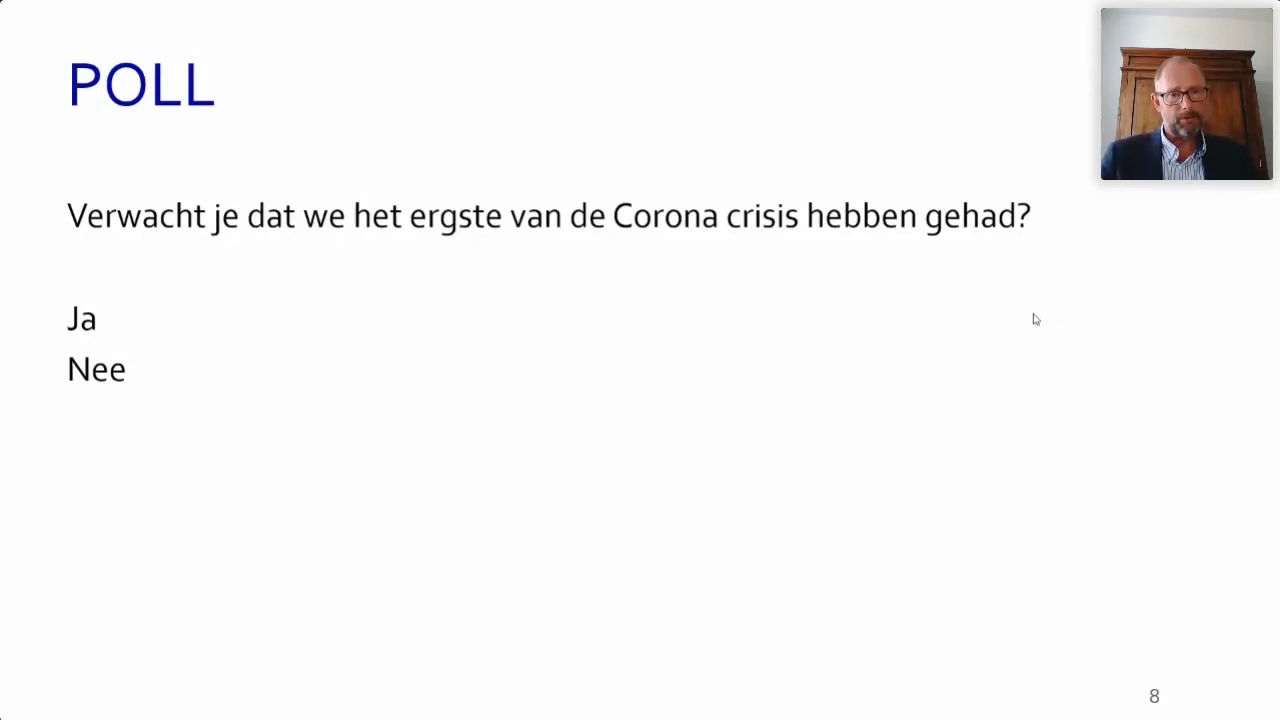 POLL
Verwacht je dat we het ergste van de Corona crisis hebben gehad?
Ja
Nee
8